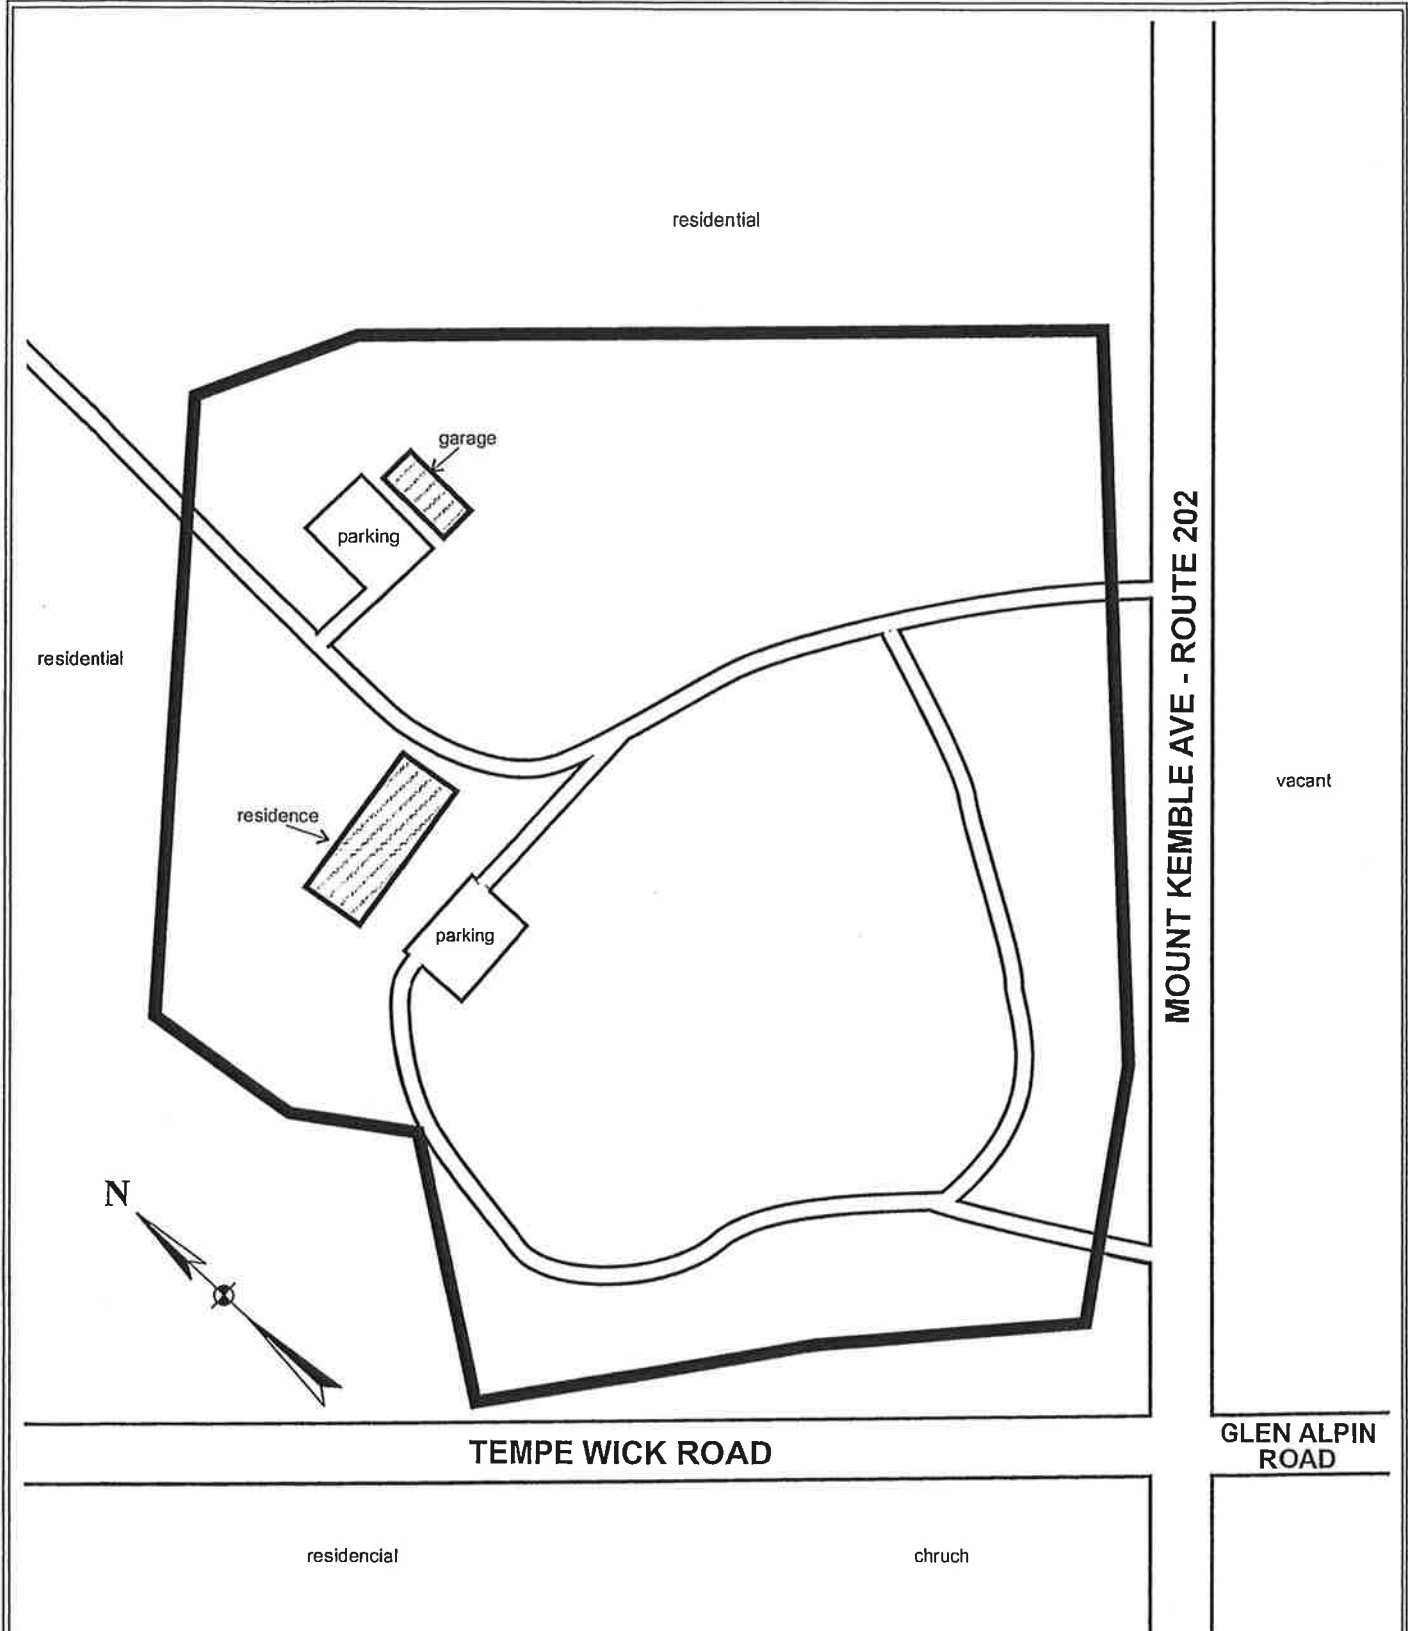 residential
garage
parking
residential
MOUNT KEMBLE AVE - ROUTE 202
vacant
residence
parking
N
TEMPE WICK ROAD
GLEN ALPIN
ROAD
residencial
chruch